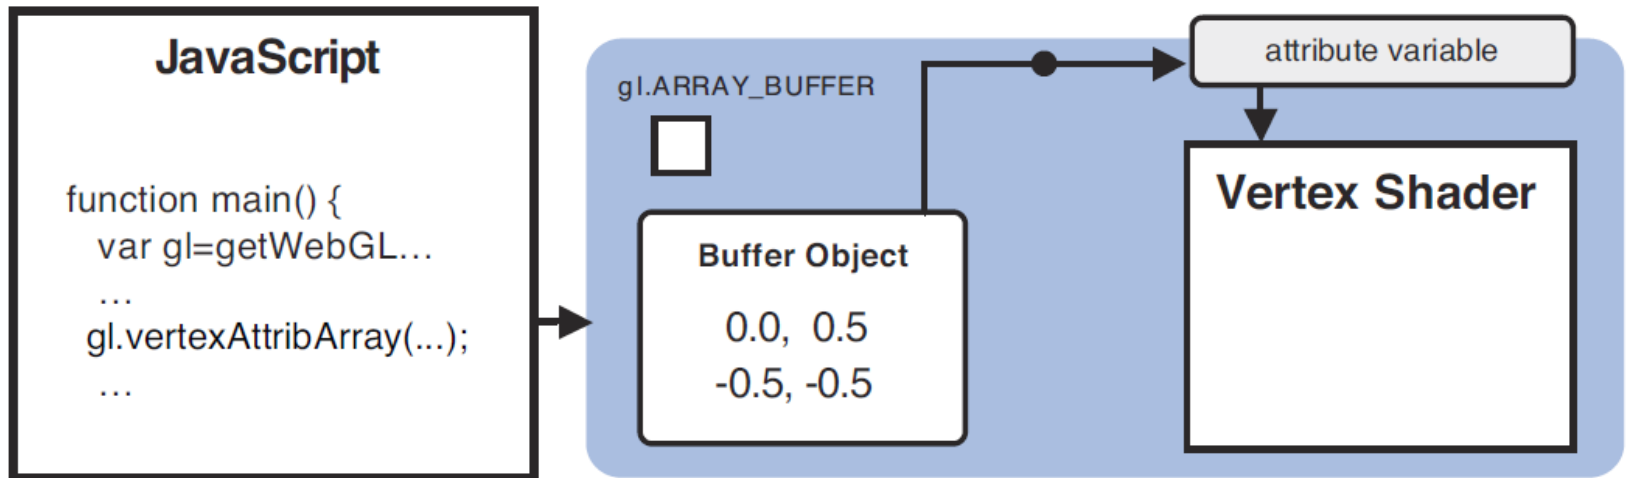 JavaScript
function main() {
var gl=getWebGL...
...
gl.vertexAttribArray(...);
...
gl.ARRAY_BUFFER
Buffer Object
0.0, 0.5
-0.5, -0.5
attribute variable
Vertex Shader